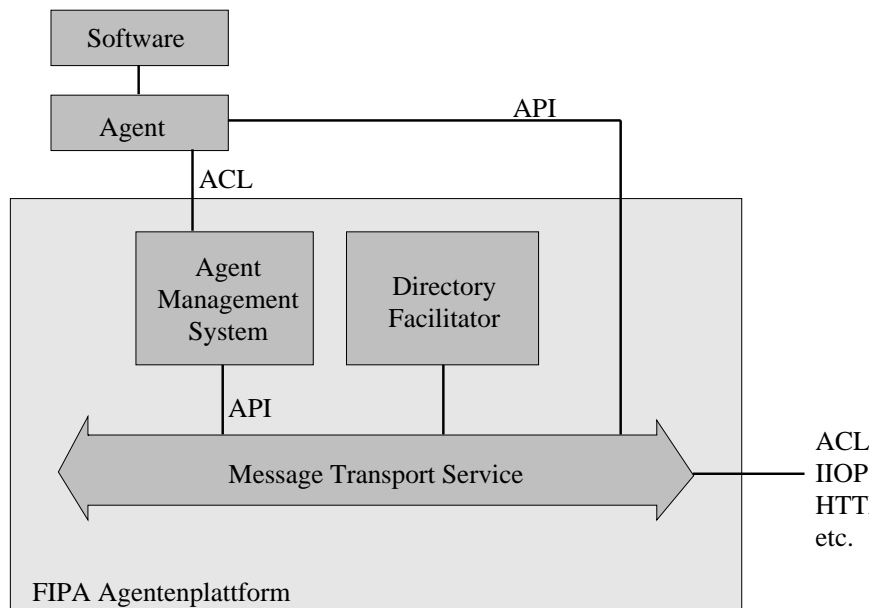 Software
Agent
API
ACL
Agent
Management
System
Directory
Facilitator
API
Message Transport Service
ACL
IIOP
etc.
FIPA Agentenplattform